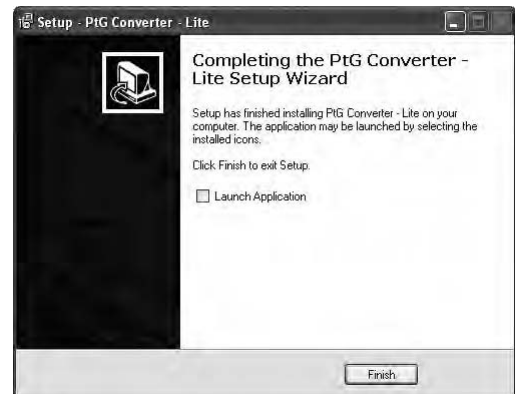 Setup - PtG Converter - Lite
Completing the PtG Converter -
Lite Setup Wizard
Setup has finished installing PtG Converter - Lite on your
computer. The application may be launched by selecting the
installed icons.
Click Finish to exit Setup.
Launch Application
Finish